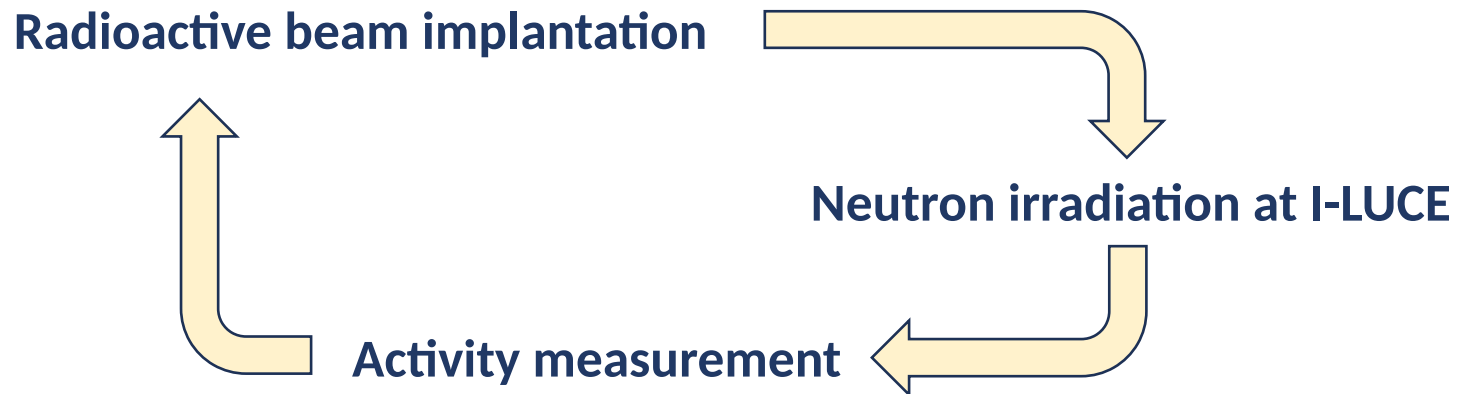 Radioactive beam implantation
Neutron irradiation at I-LUCE
Activity measurement